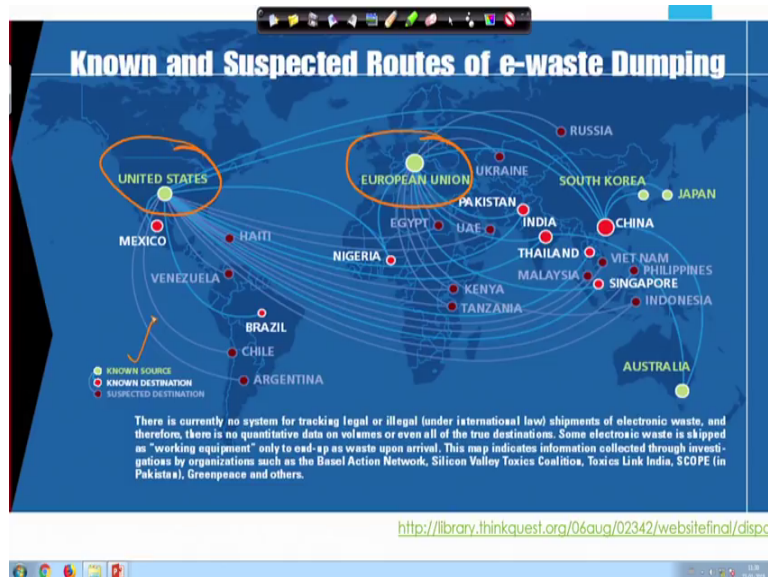 Known and Suspected Routes of e-waste Dumping
RUSSIA
UNITED STATES
EUROPEAN UNION
UKRAINE
SOUTH KOREA
JAPAN
PAKISTAN
MEXICO
HAITI
EGYPT
UAE
INDIA
CHINA
NIGERIA
THAILAND
VIET NAM
VENEZUELA
MALAYSIA
PHILIPPINES
KENYA
SINGAPORE
TANZANIA
INDONESIA
BRAZIL
CHILE
AUSTRALIA
KNOWN SOURCE
KNOWN DESTINATION
SUSPECTED DESTINATION
ARGENTINA
There is currently no system for tracking legal or illegal (under international law) shipments of electronic waste, and
therefore, there is no quantitative data on volumes or even all of the true destinations. Some electronic waste is shipped
as "working equipment" only to end-up as waste upon arrival. This map indicates information collected through investi-
gations by organizations such as the Basel Action Network, Silicon Valley Toxics Coalition, Toxics Link India, SCOPE (in
Pakistan), Greenpeace and others.
http://library.thinkquest.org/06aug/02342/websitefinal/dispo